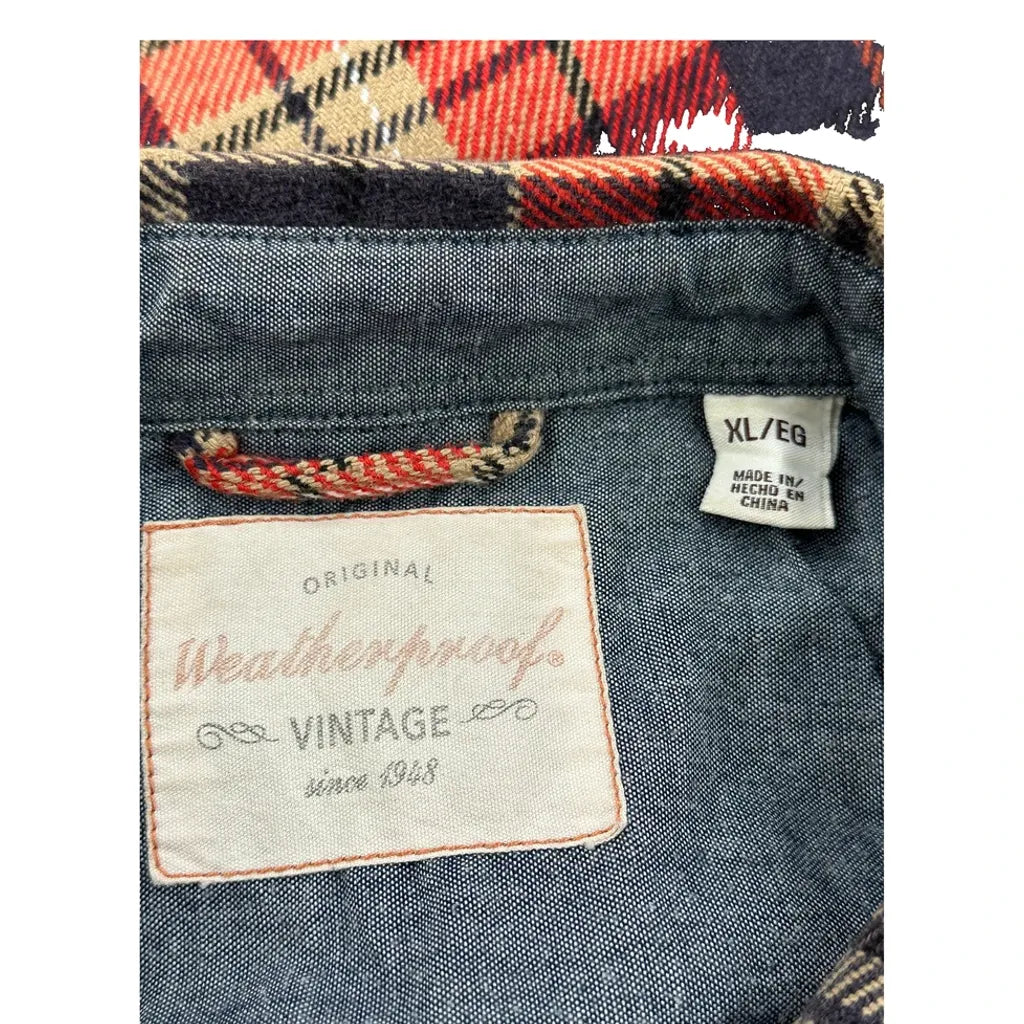 XL/EG
MADE IN/
HECHO EN
CHINA
ORIGINAL
Weatherproof®
VINTAGE
since 1948